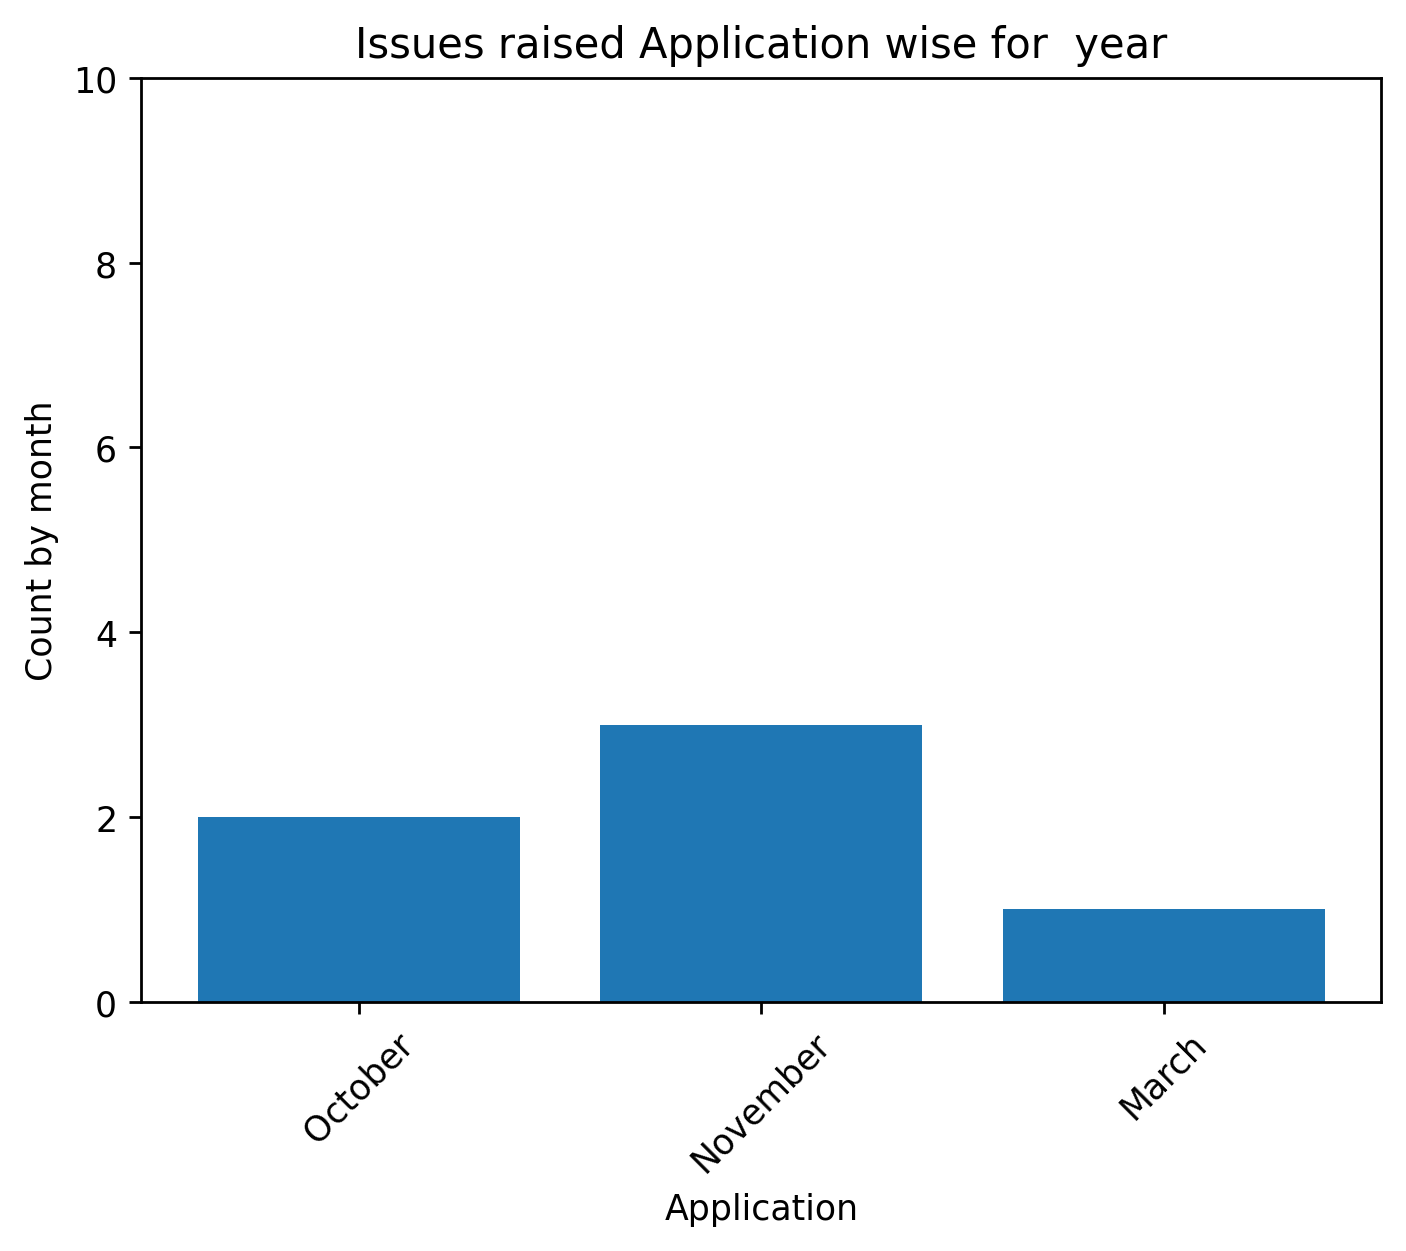 Issues raised Application wise for  year
10
8
6
4
2
0
Count by month
October
November
March
Application